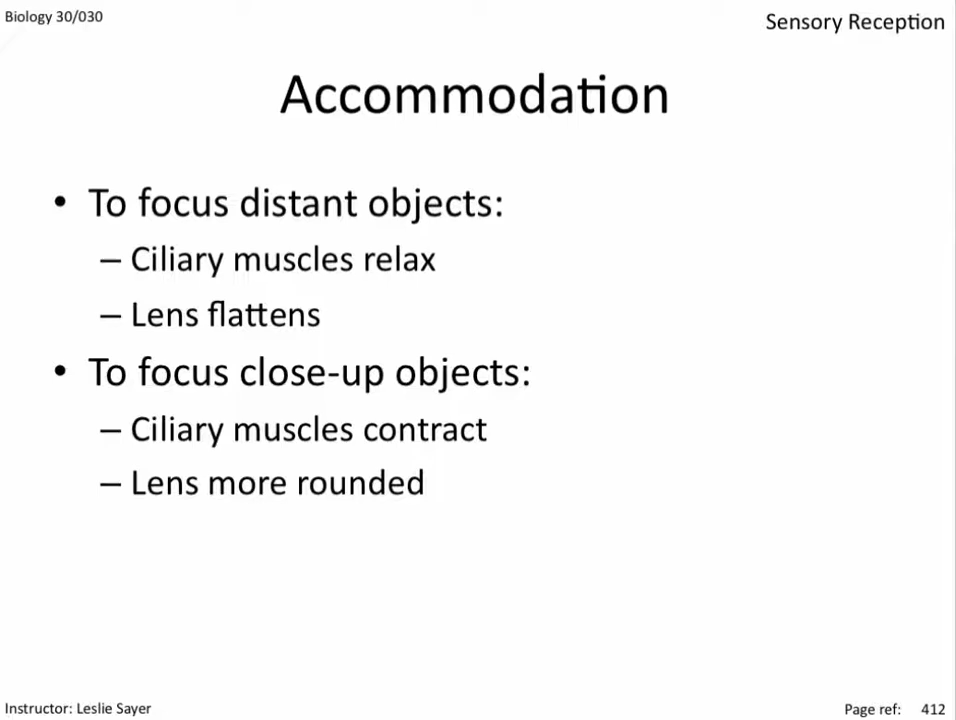 Biology 30/030
Sensory Reception
Accommodation
• To focus distant objects:
– Ciliary muscles relax
– Lens flattens
• To focus close-up objects:
– Ciliary muscles contract
– Lens more rounded
Instructor: Leslie Sayer
Page ref: 412